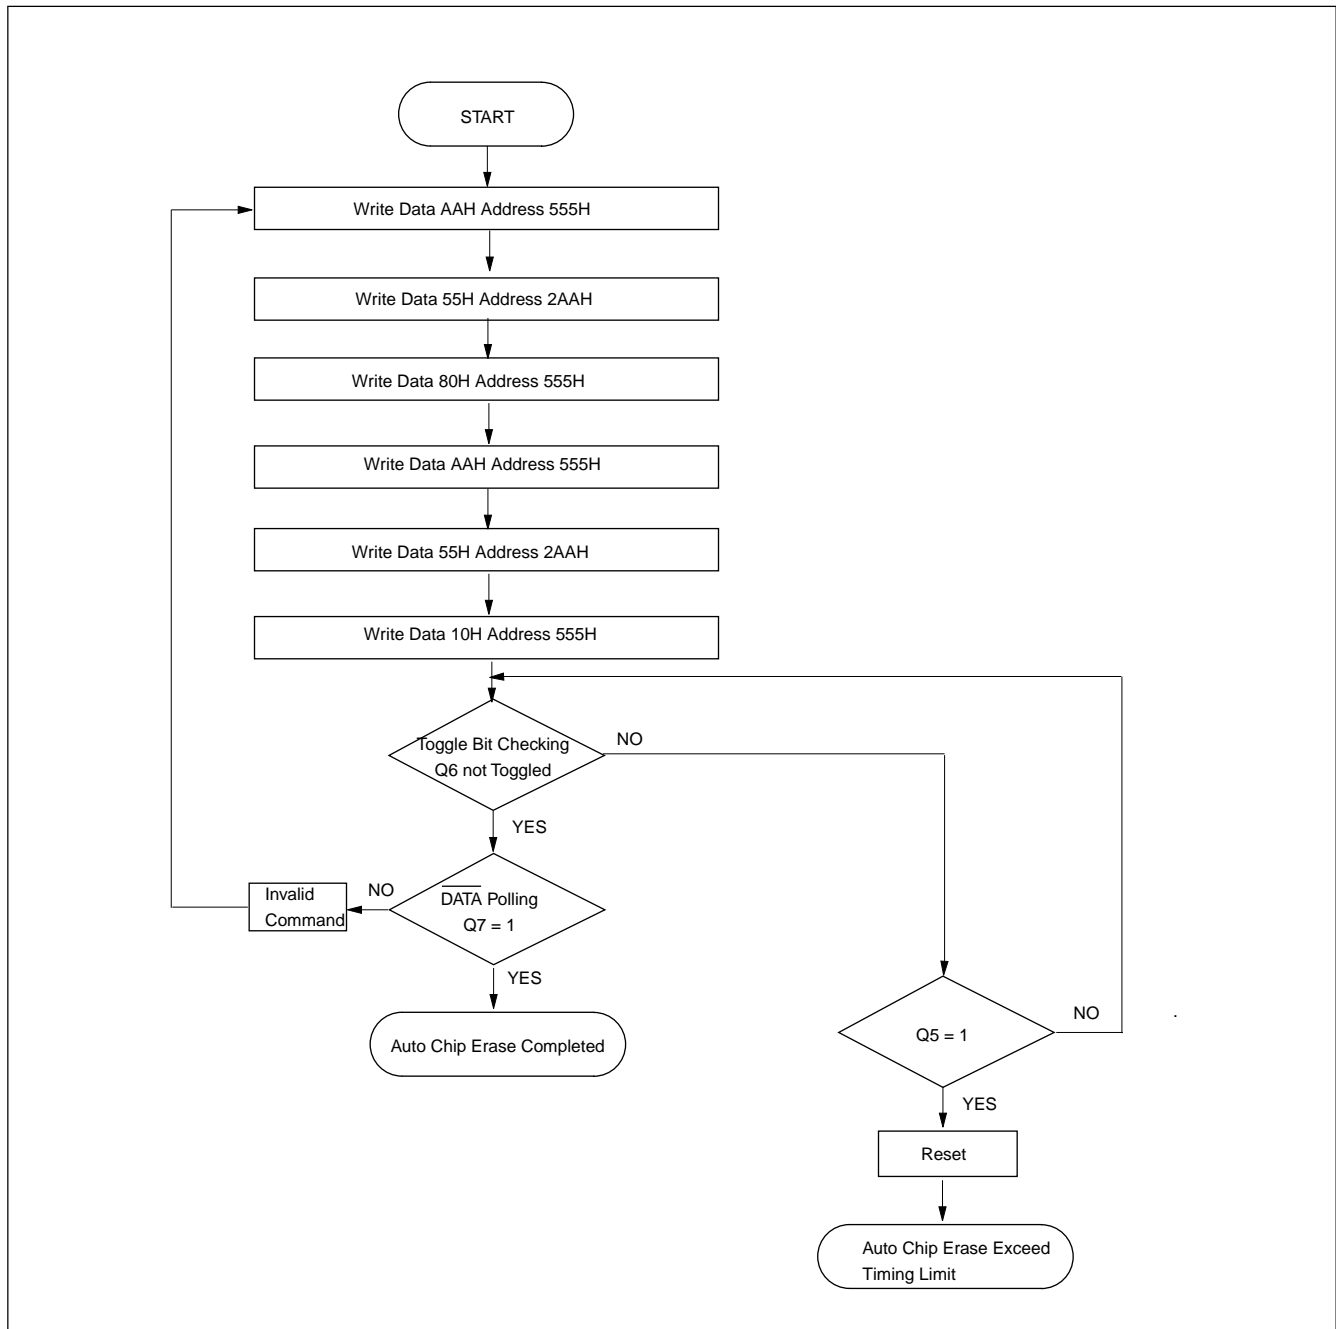 START
Write Data AAH Address 555H
Write Data 55H Address 2AAH
Write Data 80H Address 555H
Write Data AAH Address 555H
Write Data 55H Address 2AAH
Write Data 10H Address 555H
Toggle Bit Checking
Q6 not Toggled
NO
YES
Invalid
Command
NO
DATA Polling
Q7 = 1
YES
Auto Chip Erase Completed
Q5 = 1
NO
.
YES
Reset
Auto Chip Erase Exceed
Timing Limit